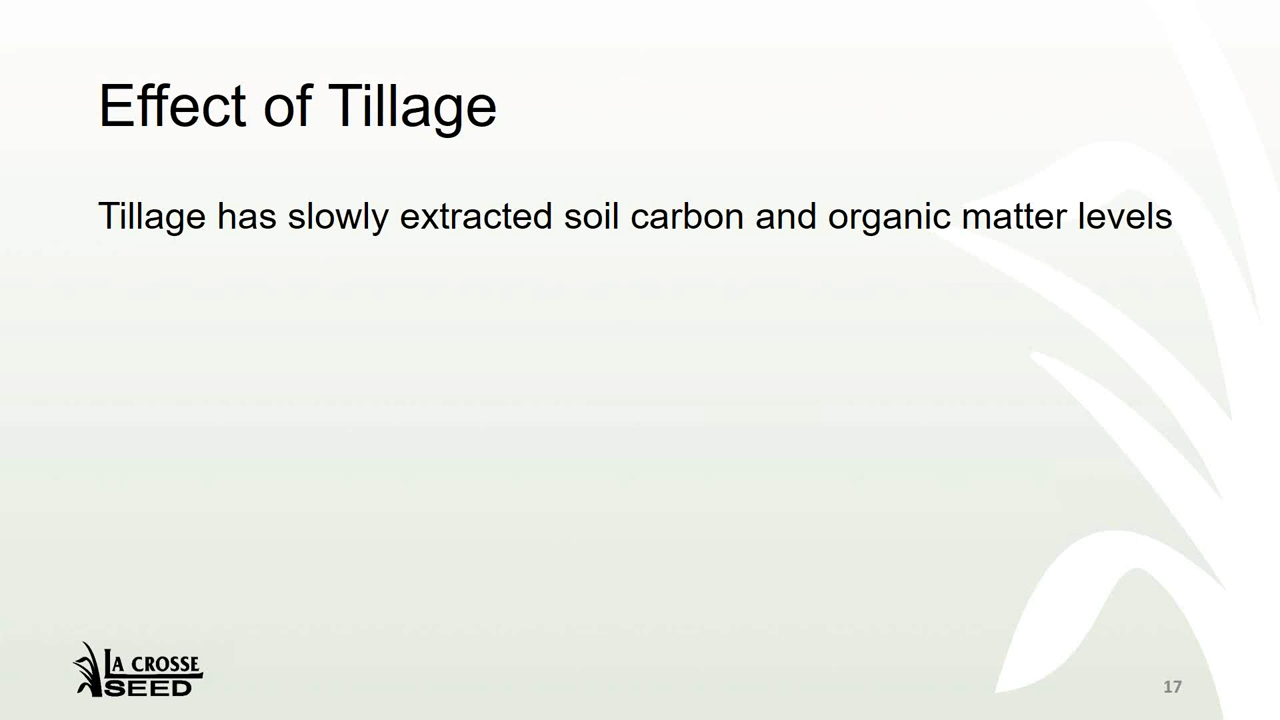 Effect of Tillage
Tillage has slowly extracted soil carbon and organic matter levels
LA CROSSE
SEED
17